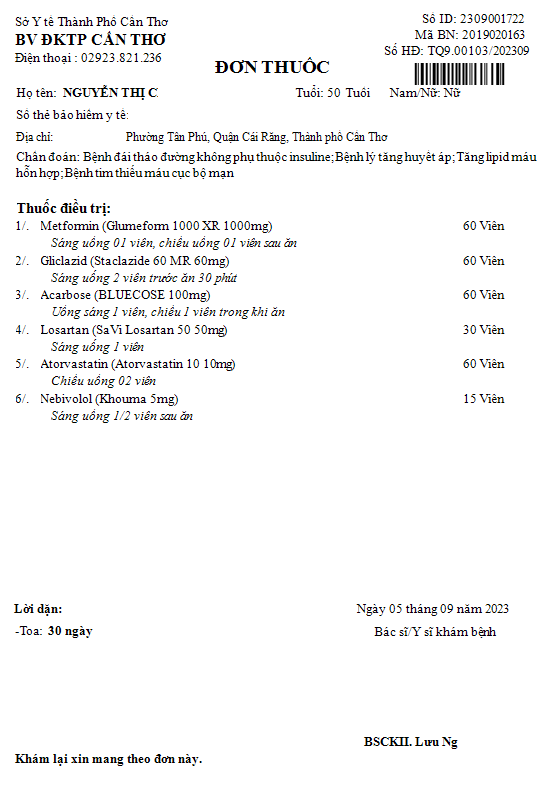 Sở Y tế Thành Phố Cần Thơ
Số ID: 2309001722
BV ĐKTP CẦN THƠ
Mã BN: 2019020163
Điện thoại : 02923.821.236
Số HĐ: TQ9.00103/202309
ĐƠN THUỐC
Họ tên: NGUYỄN THỊ C
Tuổi: 50 Tuổi Nam/Nữ: Nữ
Số thẻ bảo hiểm y tế:
Địa chỉ: Phường Tân Phú, Quận Cái Răng, Thành phố Cần Thơ
Chẩn đoán: Bệnh đái tháo đường không phụ thuộc insuline; Bệnh lý tăng huyết áp; Tăng lipid máu
hỗn hợp; Bệnh tim thiếu máu cục bộ mạn
Thuốc điều trị:
1/. Metformin (Glumeform 1000 XR 1000mg) 60 Viên
Sáng uống 01 viên, chiều uống 01 viên sau ăn
2/. Gliclazid (Staclazide 60 MR 60mg) 60 Viên
Sáng uống 2 viên trước ăn 30 phút
3/. Acarbose (BLUECOSE 100mg) 60 Viên
Uống sáng 1 viên, chiều 1 viên trong khi ăn
4/. Losartan (SaVi Losartan 50 50mg) 30 Viên
Sáng uống 1 viên
5/. Atorvastatin (Atorvastatin 10 10mg) 60 Viên
Chiều uống 02 viên
6/. Nebivolol (Khouma 5mg) 15 Viên
Sáng uống 1/2 viên sau ăn
Lời dặn:
Ngày 05 tháng 09 năm 2023
-Toa: 30 ngày
Bác sĩ/Y sĩ khám bệnh
BSCKII. Lưu Ng
Khám lại xin mang theo đơn này.